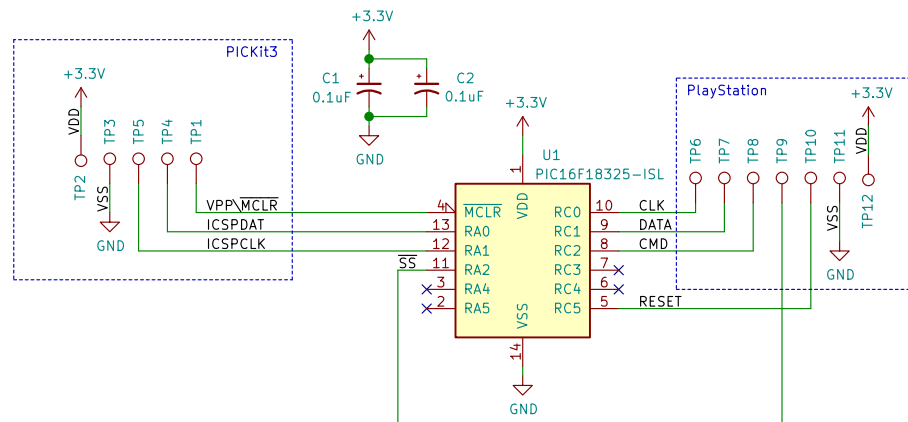 +3.3V
PICKit3
+3.3V
VDD
TP2
TP3
VSS
GND
TP5
TP4
TP1
C1
0.1uF
C2
0.1uF
GND
+3.3V
U1
PIC16F18325-ISL
PlayStation
TP6
TP7
TP8
TP9
TP10
TP11
VSS
GND
VDD
+3.3V
TP12
VPP\MCLR
4
MCLR
1
VDD
RC0
10
CLK
ICSPDAT
13
RA0
RC1
9
DATA
ICSPCLK
12
RA1
RC2
8
CMD
SS
11
RA2
RC3
7
3
RA4
RC4
6
2
RA5
VSS
14
RC5
5
RESET
GND